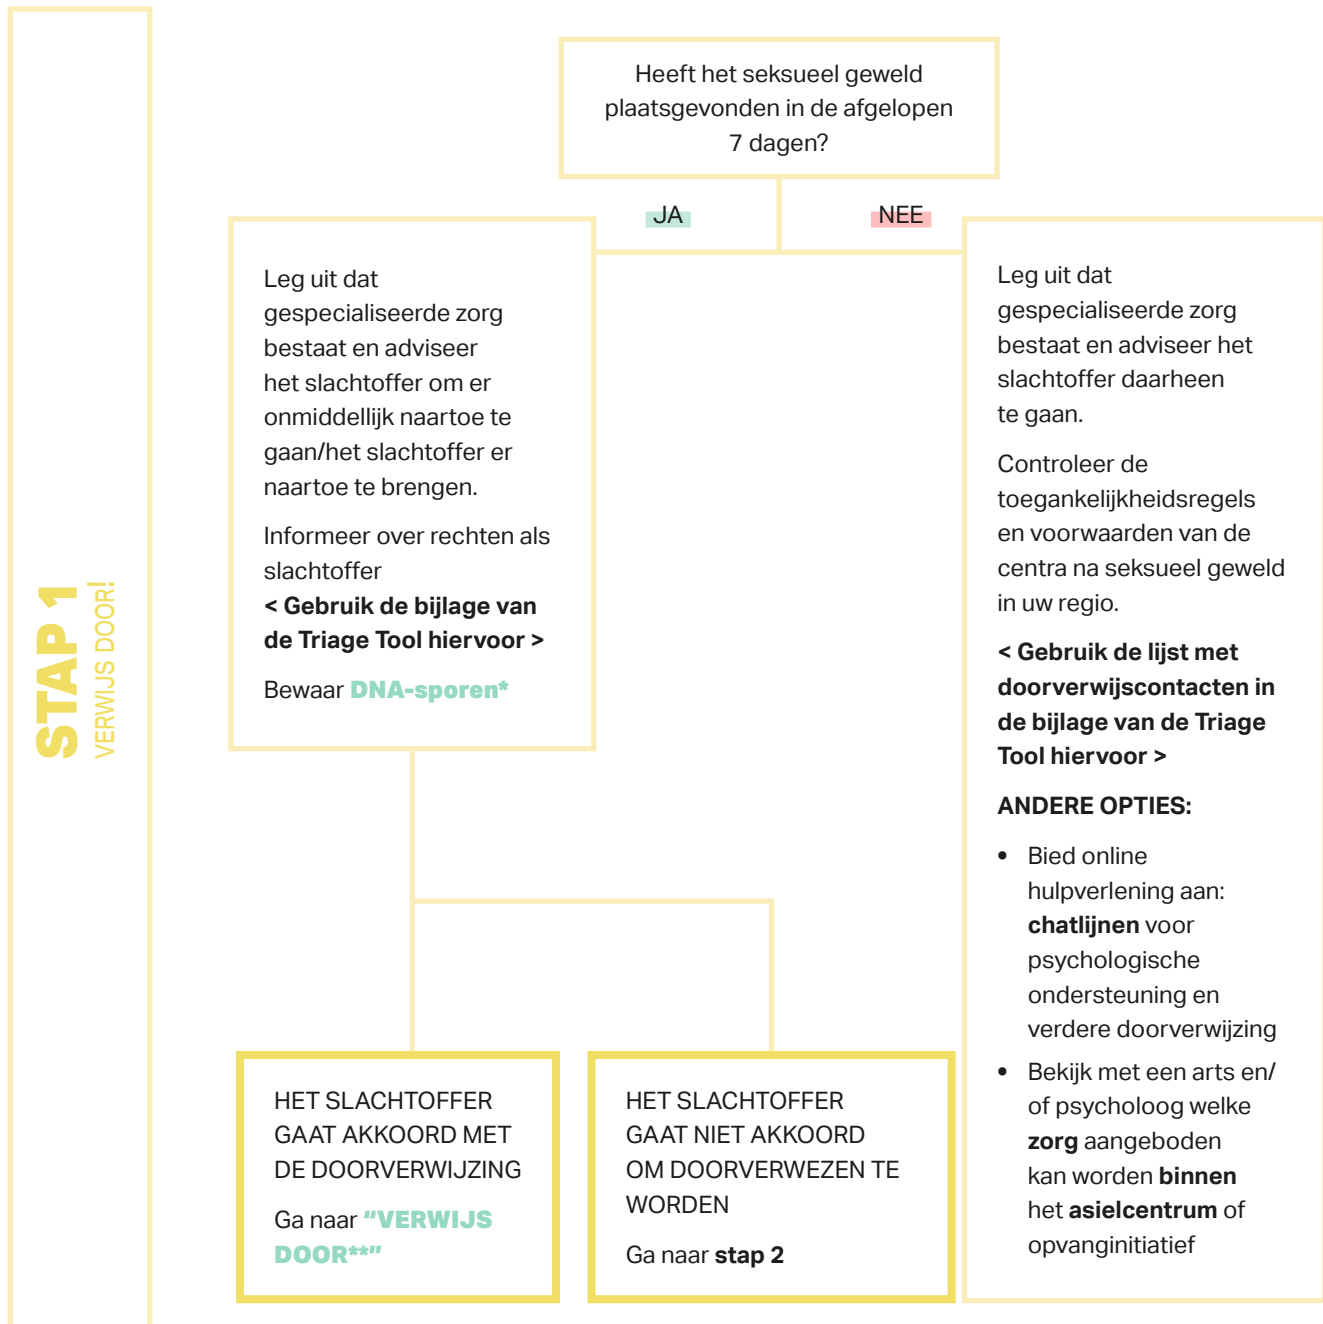 STAP 1
VERWIJS DOOR!
Heeft het seksueel geweld
plaatsgevonden in de afgelopen
7 dagen?
JA
NEE
Leg uit dat
gespecialiseerde zorg
bestaat en adviseer
het slachtoffer om er
onmiddellijk naartoe te
gaan/het slachtoffer er
naartoe te brengen.
Informeer over rechten als
slachtoffer
< Gebruik de bijlage van
de Triage Tool hiervoor >
Bewaar DNA-sporen*
Leg uit dat
gespecialiseerde zorg
bestaat en adviseer het
slachtoffer daarheen
te gaan.
Controleer de
toegankelijkheidsregels
en voorwaarden van de
centra na seksueel geweld
in uw regio.
< Gebruik de lijst met
doorverwijscontacten in
de bijlage van de Triage
Tool hiervoor >
ANDERE OPTIES:
• Bied online
hulpverlening aan:
chatlijnen voor
psychologische
ondersteuning en
verdere doorverwijzing
• Bekijk met een arts en/
of psycholoog welke
zorg aangeboden
kan worden binnen
het asielcentrum of
opvanginitiatief
HET SLACHTOFFER
GAAT AKKOORD MET
DE DOORVERWIJZING
Ga naar "VERWIJS
DOOR**"
HET SLACHTOFFER
GAAT NIET AKKOORD
OM DOORVERWEZEN TE
WORDEN
Ga naar stap 2